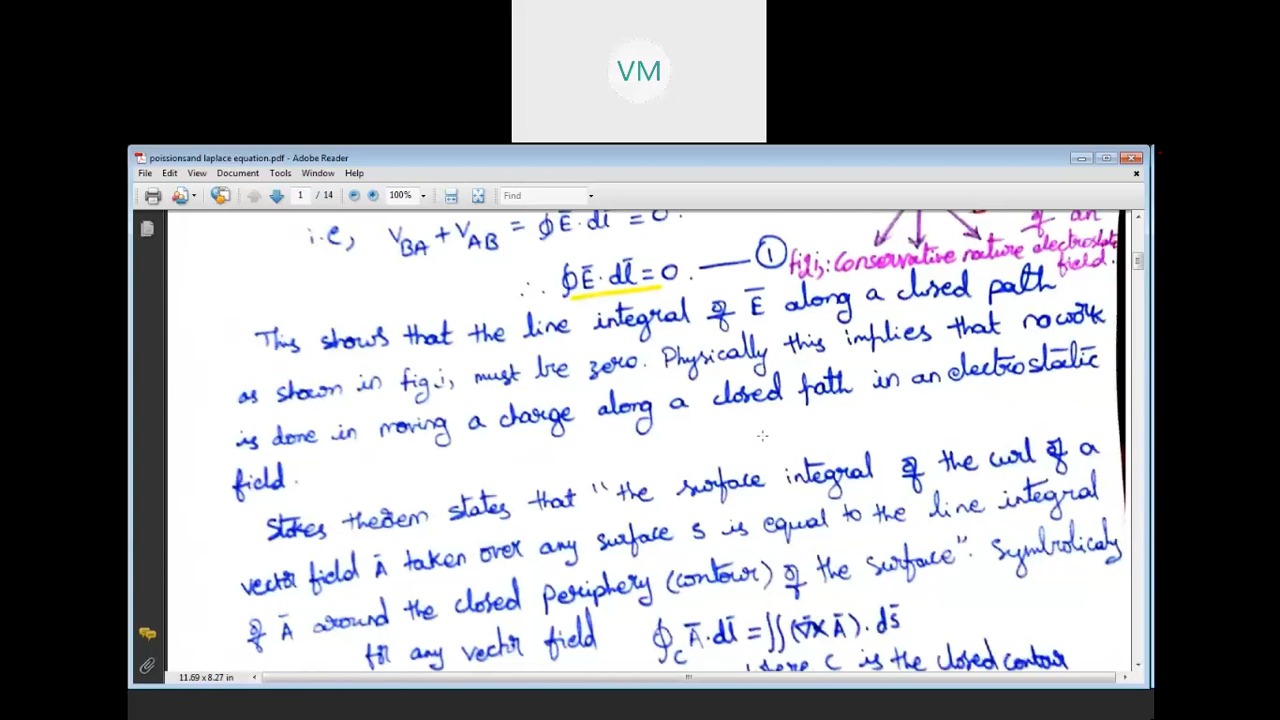 VM
poissionsand laplace equation.pdf - Adobe Reader
File Edit View Document Tools Window Help
1 / 14 100% Find
i.e, V_BA + V_AB = ∮Ē·dl̄ = 0.
of an
∴ ∮Ē·dl̄ = 0. —— ①
fig i: Conservative nature electrostatic
field.
This shows that the line integral of Ē along a closed path
as shown in fig.i, must be zero. Physically this implies that no work
is done in moving a charge along a closed path in an electrostatic
field.
Stokes theorem states that "the surface integral of the curl of a
vector field Ā taken over any surface s is equal to the line integral
of Ā around the closed periphery (contour) of the surface". Symbolicaly
for any vector field ∮_C Ā·dl̄ = ∬(∇̄×Ā)·ds̄
where C is the closed contour
11.69 x 8.27 in